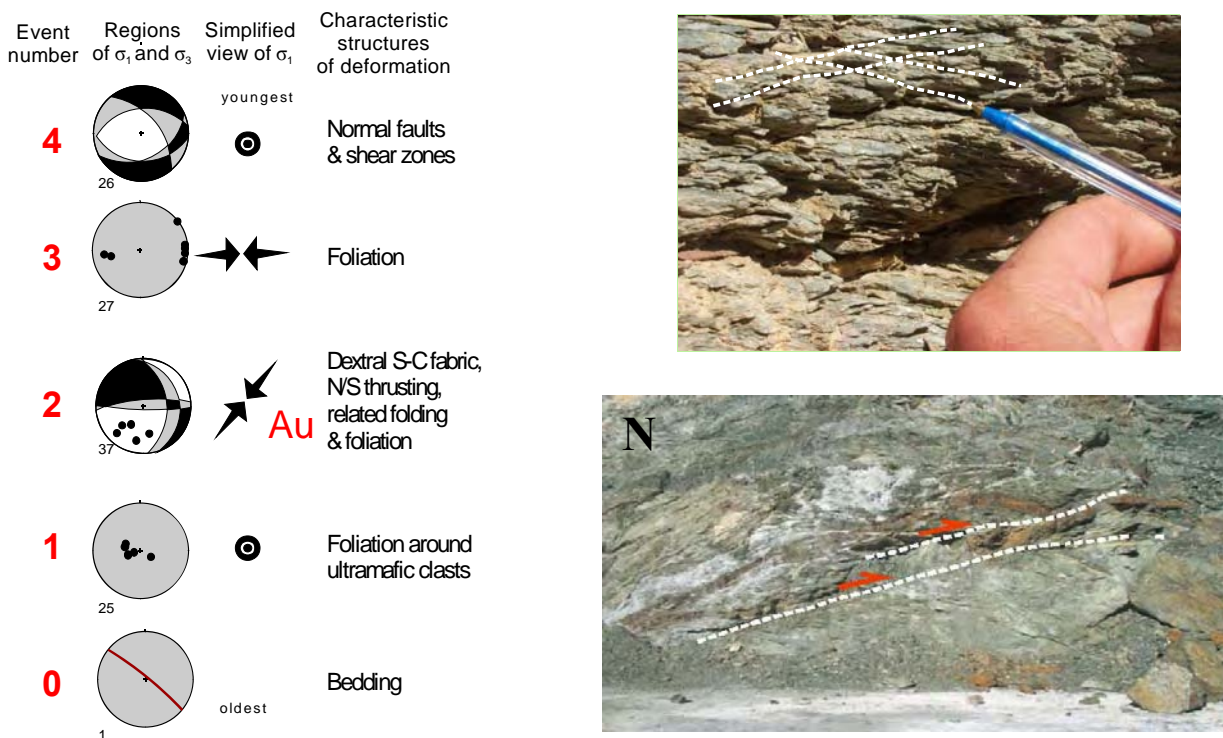 Event
number
Regions
of σ₁ and σ₃
Simplified
view of σ₁
Characteristic
structures
of deformation
4
26
youngest
Normal faults
& shear zones
3
27
Foliation
2
37
Au
Dextral S-C fabric,
N/S thrusting,
related folding
& foliation
1
25
Foliation around
ultramafic clasts
0
1
oldest
Bedding
N